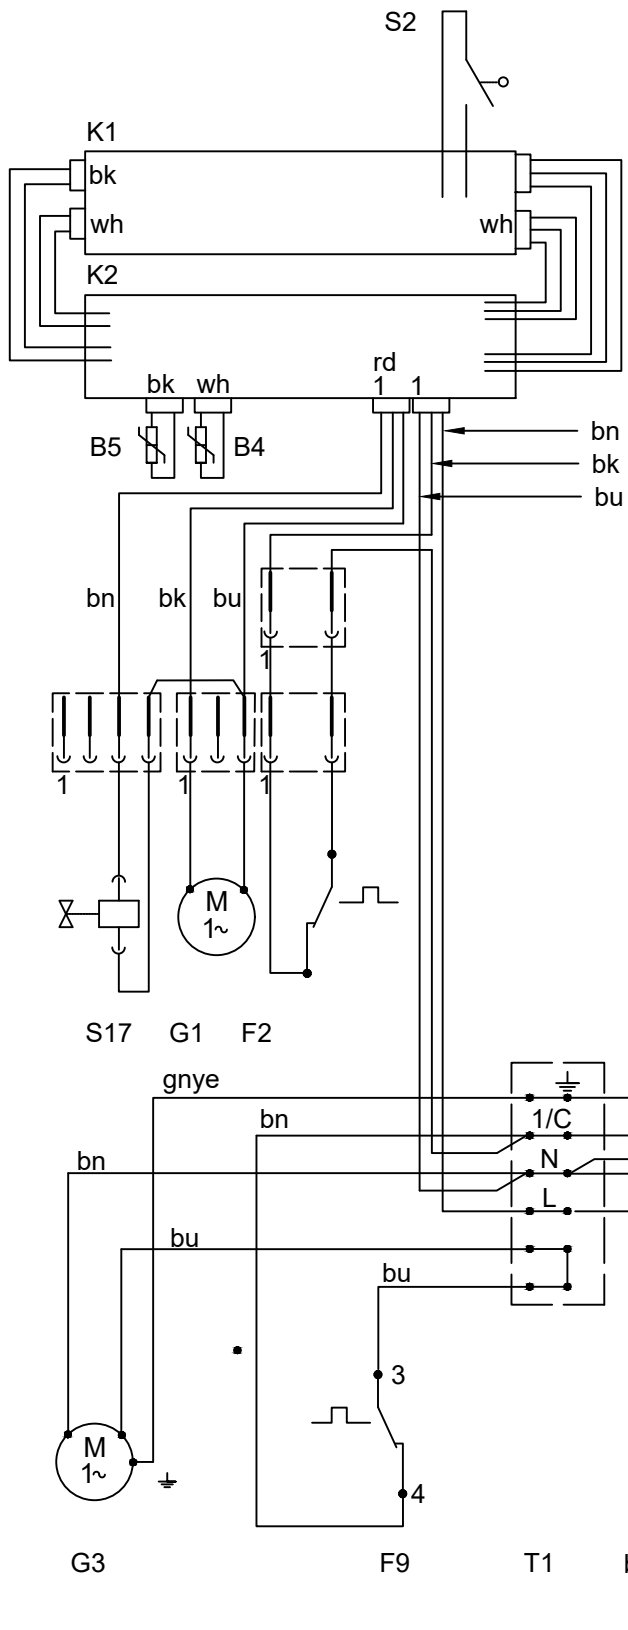 S2
K1
bk
wh wh
K2
rd
bk wh 1 1
B5 B4
bn
bk
bu
bn bk bu
1
1 1 1
M M
1~
S17 G1 F2
gnye
bn 1/C
bn N
L
bu
bu
3
M
1~
4
G3 F9 T1